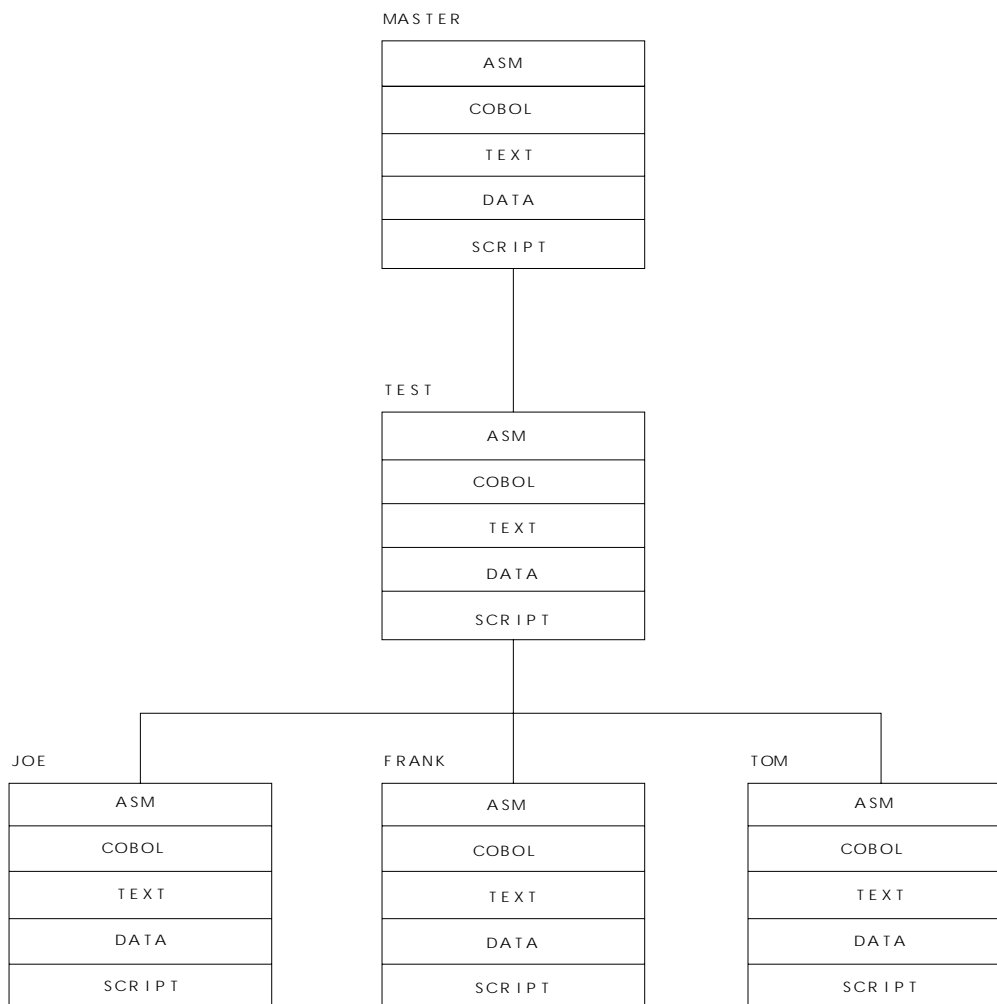 MASTER
ASM
COBOL
TEXT
DATA
SCRIPT
TEST
ASM
COBOL
TEXT
DATA
SCRIPT
JOE
ASM
COBOL
TEXT
DATA
SCRIPT
FRANK
ASM
COBOL
TEXT
DATA
SCRIPT
TOM
ASM
COBOL
TEXT
DATA
SCRIPT